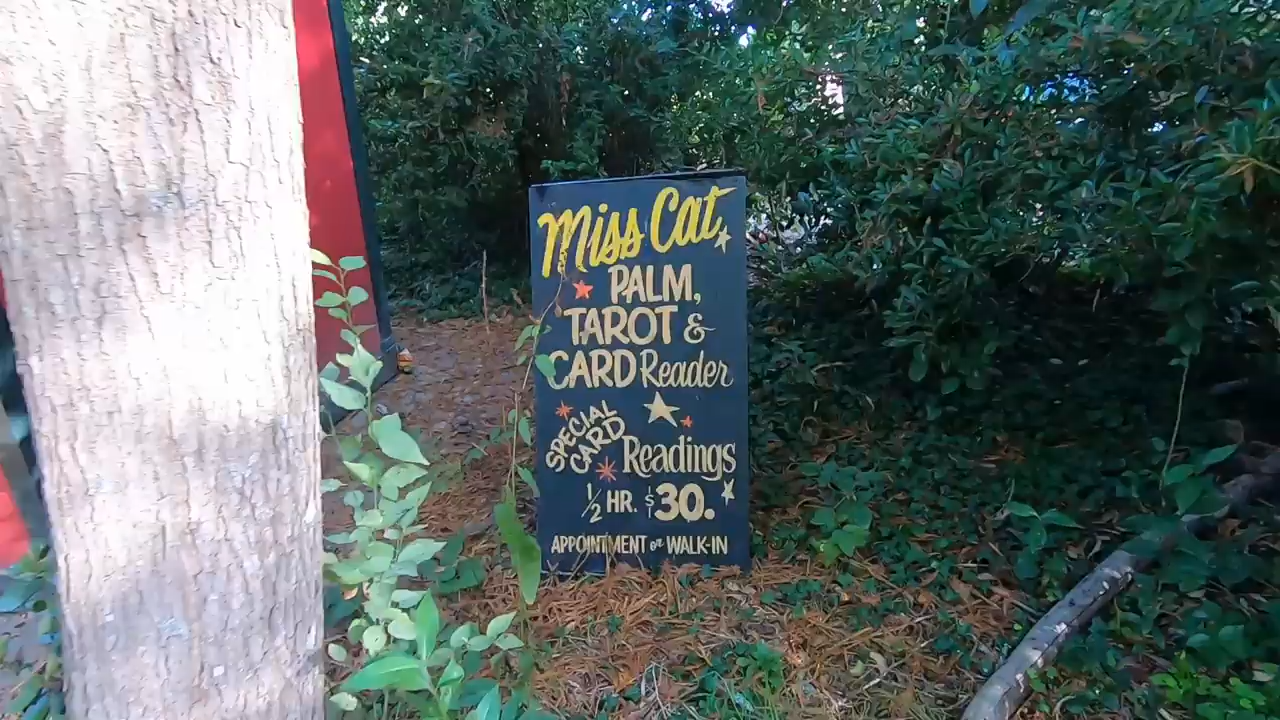 Miss Cat
PALM,
TAROT &
CARD Reader
SPECIAL
CARD
Readings
½ HR. $30.
APPOINTMENT or WALK-IN